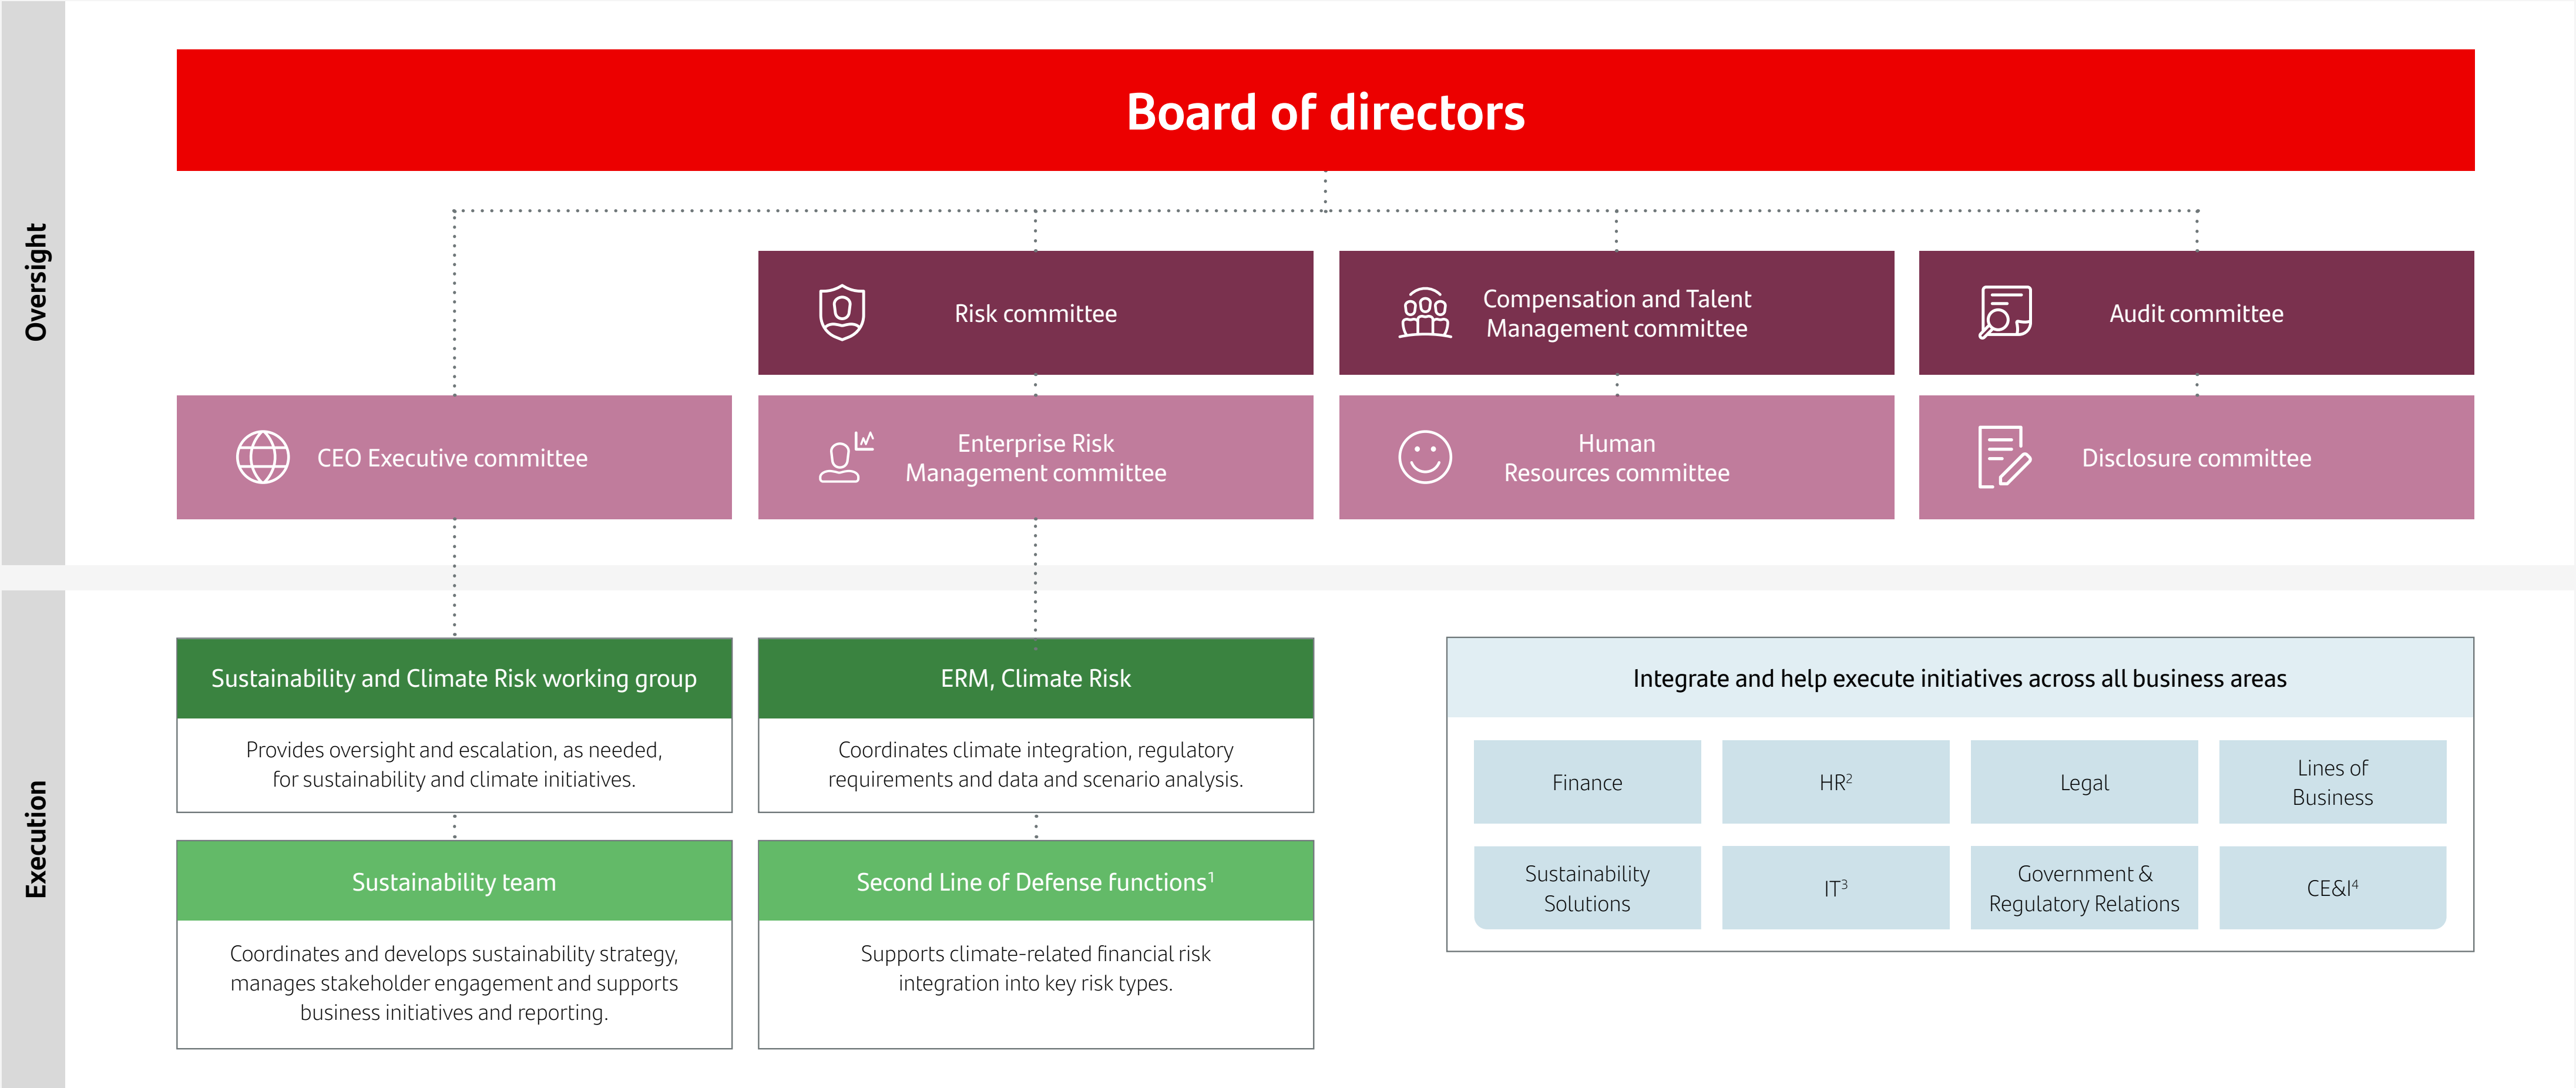 Oversight
Board of directors
Risk committee
Compensation and Talent
Management committee
Audit committee
CEO Executive committee
Enterprise Risk
Management committee
Human
Resources committee
Disclosure committee
Execution
Sustainability and Climate Risk working group
Provides oversight and escalation, as needed,
for sustainability and climate initiatives.
ERM, Climate Risk
Coordinates climate integration, regulatory
requirements and data and scenario analysis.
Sustainability team
Coordinates and develops sustainability strategy,
manages stakeholder engagement and supports
business initiatives and reporting.
Second Line of Defense functions¹
Supports climate-related financial risk
integration into key risk types.
Integrate and help execute initiatives across all business areas
Finance
HR²
Legal
Lines of
Business
Sustainability
Solutions
IT³
Government &
Regulatory Relations
CE&I⁴